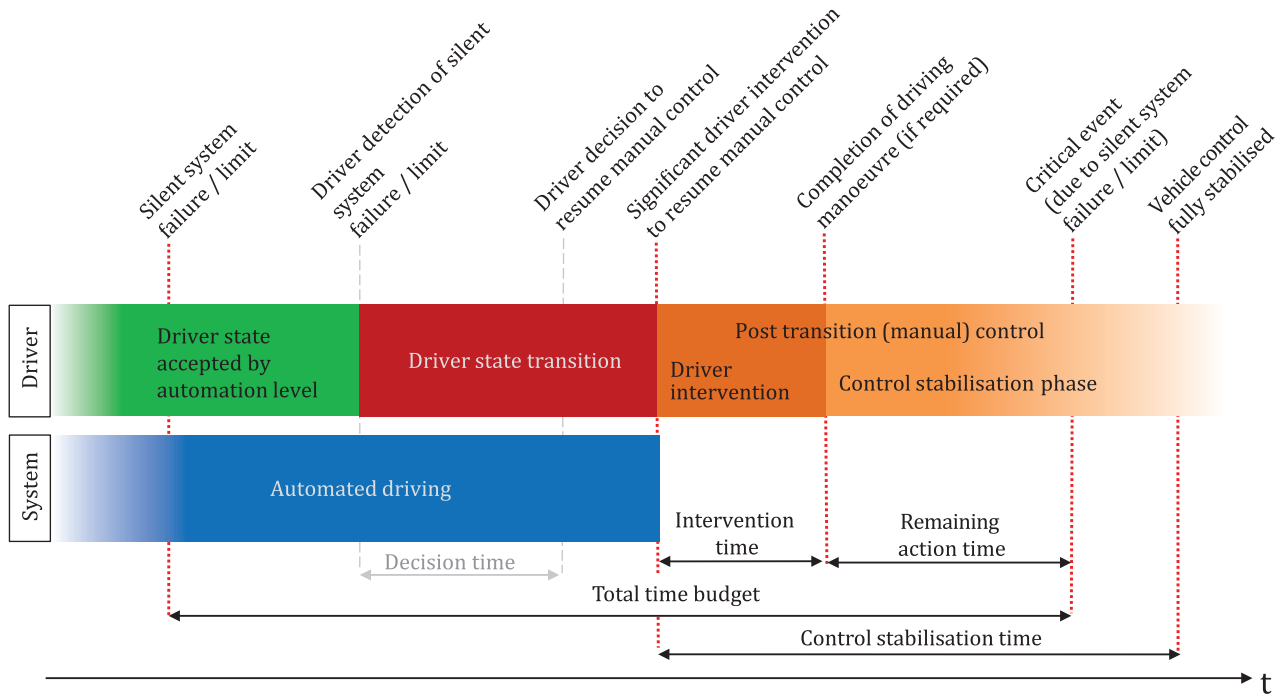 Silent system
failure / limit
Driver detection of silent
system
failure / limit
Driver decision to
resume manual control
Significant driver intervention
to resume manual control
Completion of driving
manoeuvre (if required)
Critical event
(due to silent system
failure / limit)
Vehicle control
fully stabilised
Driver
Driver state
accepted by
automation level
Driver state transition
Post transition (manual) control
Driver
intervention
Control stabilisation phase
System
Automated driving
Intervention
time
Remaining
action time
Decision time
Total time budget
Control stabilisation time
t